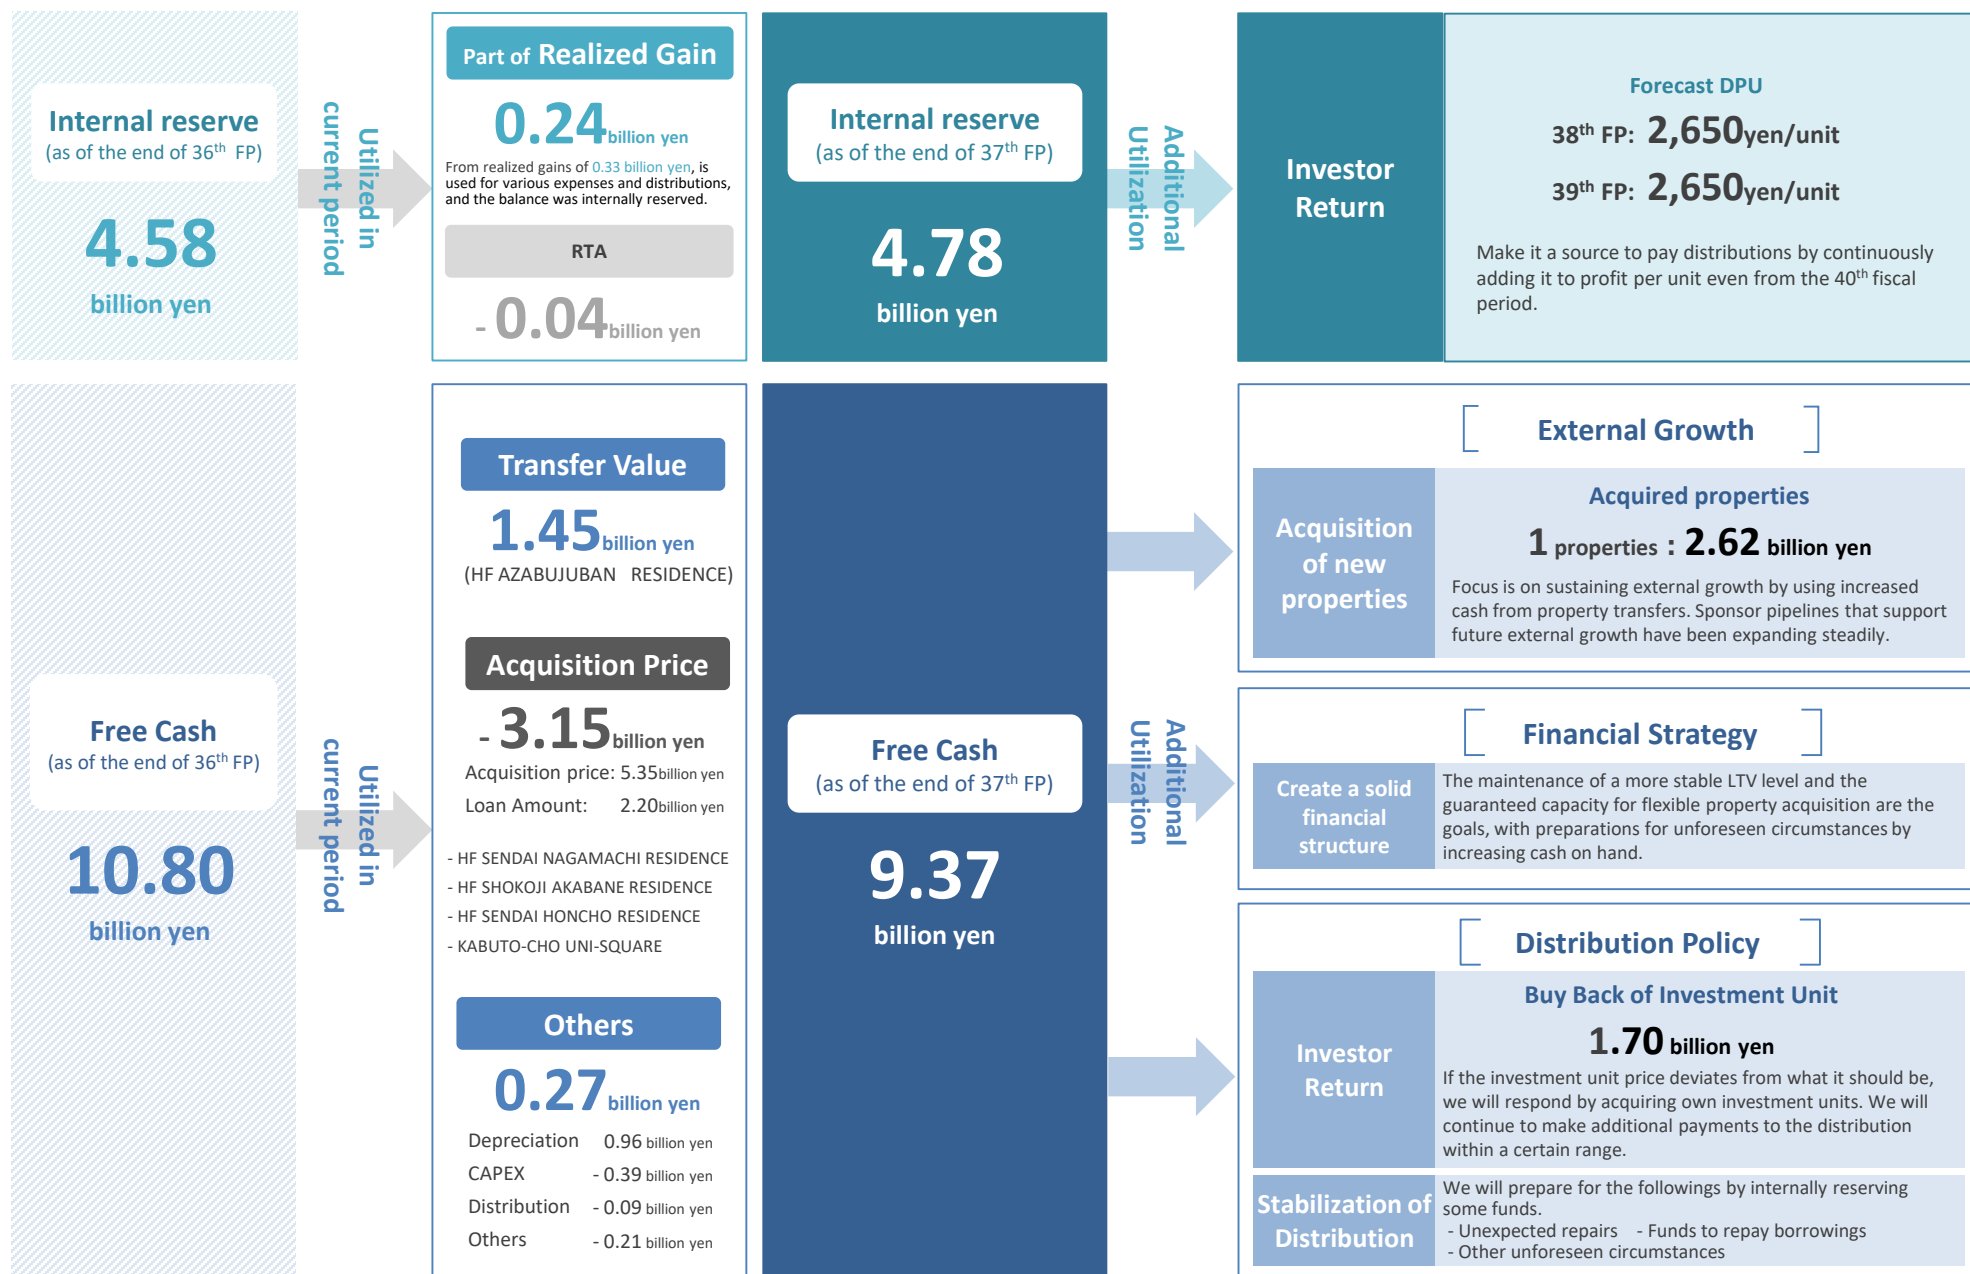 Internal reserve
(as of the end of 36th FP)
4.58
billion yen
Utilized in
current period
Part of Realized Gain
0.24 billion yen
From realized gains of 0.33 billion yen, is
used for various expenses and distributions,
and the balance was internally reserved.
RTA
- 0.04 billion yen
Internal reserve
(as of the end of 37th FP)
4.78
billion yen
Additional
Utilization
Investor
Return
Forecast DPU
38th FP: 2,650yen/unit
39th FP: 2,650yen/unit
Make it a source to pay distributions by continuously
adding it to profit per unit even from the 40th fiscal
period.
Free Cash
(as of the end of 36th FP)
10.80
billion yen
Utilized in
current period
Transfer Value
1.45 billion yen
(HF AZABUJUBAN RESIDENCE)
Acquisition Price
- 3.15 billion yen
Acquisition price: 5.35billion yen
Loan Amount: 2.20billion yen
- HF SENDAI NAGAMACHI RESIDENCE
- HF SHOKOJI AKABANE RESIDENCE
- HF SENDAI HONCHO RESIDENCE
- KABUTO-CHO UNI-SQUARE
Others
0.27 billion yen
Depreciation 0.96 billion yen
CAPEX - 0.39 billion yen
Distribution - 0.09 billion yen
Others - 0.21 billion yen
Free Cash
(as of the end of 37th FP)
9.37
billion yen
Additional
Utilization
External Growth
Acquisition
of new
properties
Acquired properties
1 properties : 2.62 billion yen
Focus is on sustaining external growth by using increased
cash from property transfers. Sponsor pipelines that support
future external growth have been expanding steadily.
Financial Strategy
Create a solid
financial
structure
The maintenance of a more stable LTV level and the
guaranteed capacity for flexible property acquisition are the
goals, with preparations for unforeseen circumstances by
increasing cash on hand.
Distribution Policy
Investor
Return
Buy Back of Investment Unit
1.70 billion yen
If the investment unit price deviates from what it should be,
we will respond by acquiring own investment units. We will
continue to make additional payments to the distribution
within a certain range.
Stabilization of
Distribution
We will prepare for the followings by internally reserving
some funds.
- Unexpected repairs - Funds to repay borrowings
- Other unforeseen circumstances